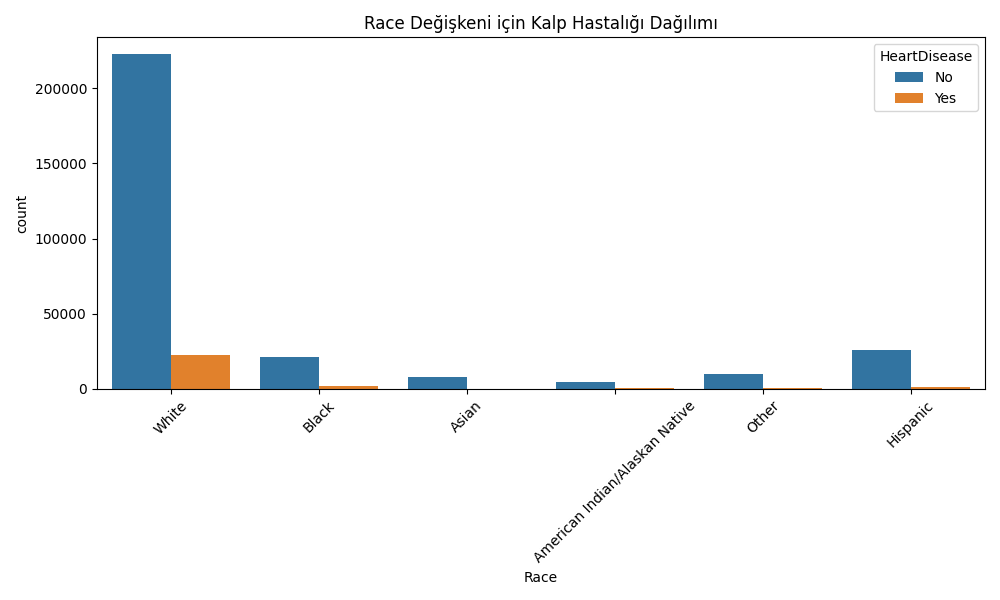 Race Değişkeni için Kalp Hastalığı Dağılımı
HeartDisease
No
Yes
count
200000
150000
100000
50000
0
White
Black
Asian
American Indian/Alaskan Native
Other
Hispanic
Race